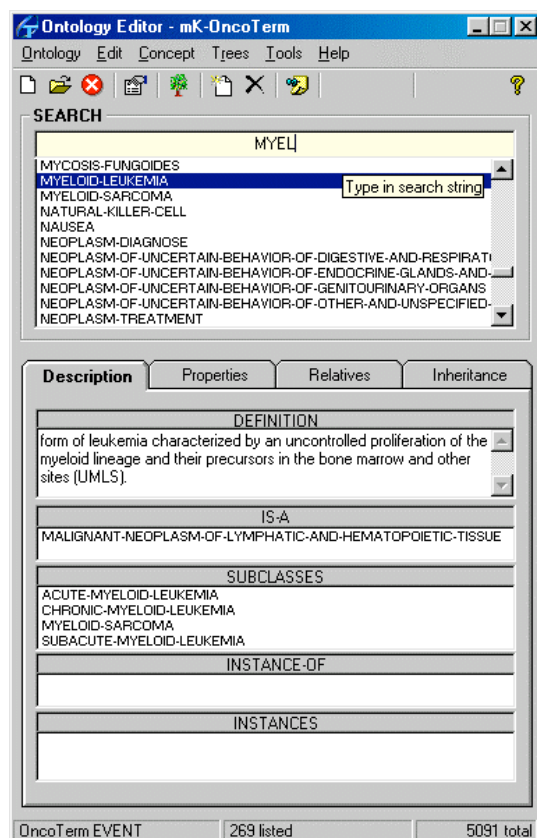 Ontology Editor - mK-OncoTerm
Ontology Edit Concept Trees Tools Help
SEARCH
MYEL
MYCOSIS-FUNGOIDES
MYELOID-LEUKEMIA
Type in search string
MYELOID-SARCOMA
NATURAL-KILLER-CELL
NAUSEA
NEOPLASM-DIAGNOSE
NEOPLASM-OF-UNCERTAIN-BEHAVIOR-OF-DIGESTIVE-AND-RESPIRAT
NEOPLASM-OF-UNCERTAIN-BEHAVIOR-OF-ENDOCRINE-GLANDS-AND-
NEOPLASM-OF-UNCERTAIN-BEHAVIOR-OF-GENITOURINARY-ORGANS
NEOPLASM-OF-UNCERTAIN-BEHAVIOR-OF-OTHER-AND-UNSPECIFIED-
NEOPLASM-TREATMENT
Description Properties Relatives Inheritance
DEFINITION
form of leukemia characterized by an uncontrolled proliferation of the
myeloid lineage and their precursors in the bone marrow and other
sites (UMLS).
IS-A
MALIGNANT-NEOPLASM-OF-LYMPHATIC-AND-HEMATOPOIETIC-TISSUE
SUBCLASSES
ACUTE-MYELOID-LEUKEMIA
CHRONIC-MYELOID-LEUKEMIA
MYELOID-SARCOMA
SUBACUTE-MYELOID-LEUKEMIA
INSTANCE-OF
INSTANCES
OncoTerm EVENT 269 listed 5091 total